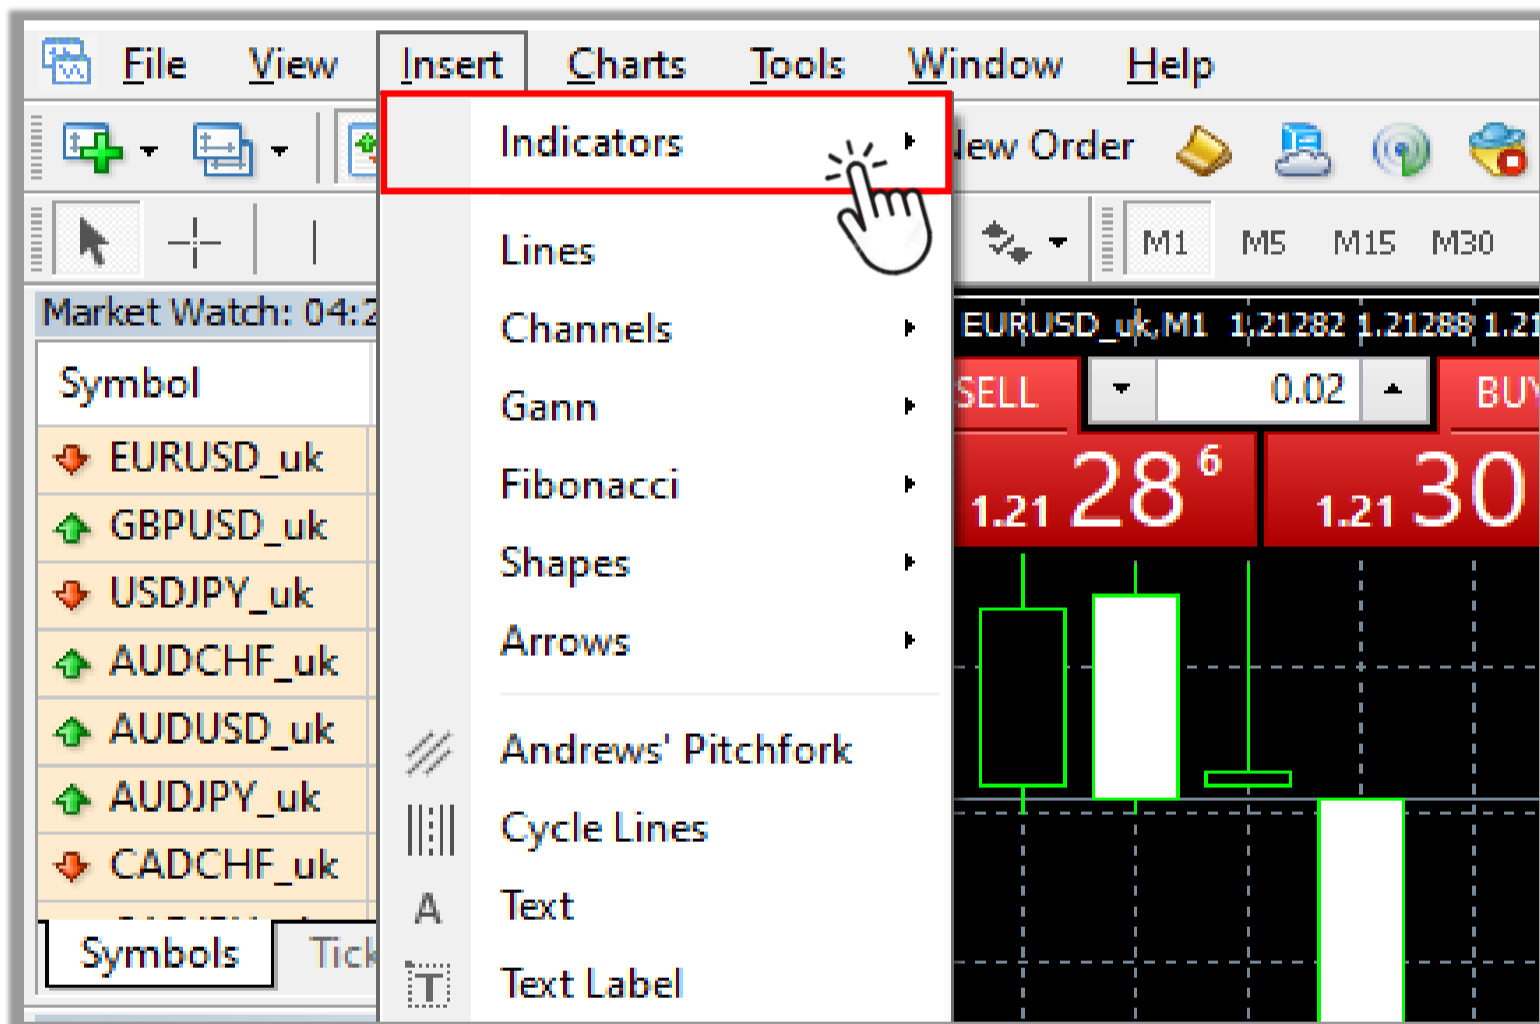 File View Insert Charts Tools Window Help
Indicators
New Order
Lines
M1 M5 M15 M30
Market Watch: 04:2
EURUSD_uk,M1 1.21282 1.21288 1.21
Channels
Symbol
SELL 0.02 BUY
Gann
EURUSD_uk
1.21 28 6 1.21 30
Fibonacci
GBPUSD_uk
Shapes
USDJPY_uk
Arrows
AUDCHF_uk
AUDUSD_uk
Andrews' Pitchfork
AUDJPY_uk
Cycle Lines
CADCHF_uk
Text
Symbols Tick
Text Label